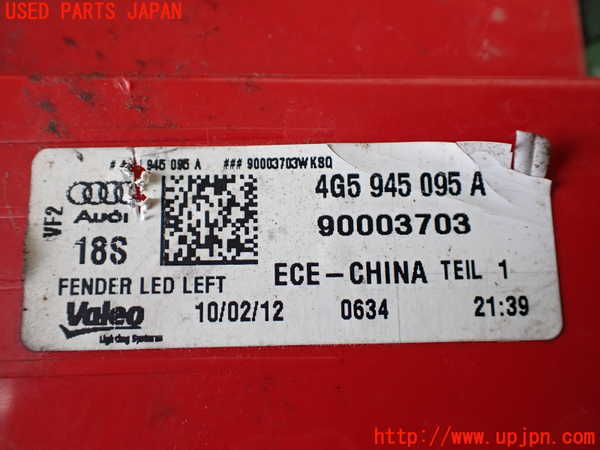 USED PARTS JAPAN
945 095 A ### 90003703WKSQ
4G5 945 095 A
Audi
VF2
90003703
18S
ECE-CHINA TEIL 1
FENDER LED LEFT
Valeo
10/02/12 0634 21:39
Lighting Systems
http://www.upjpn.com/